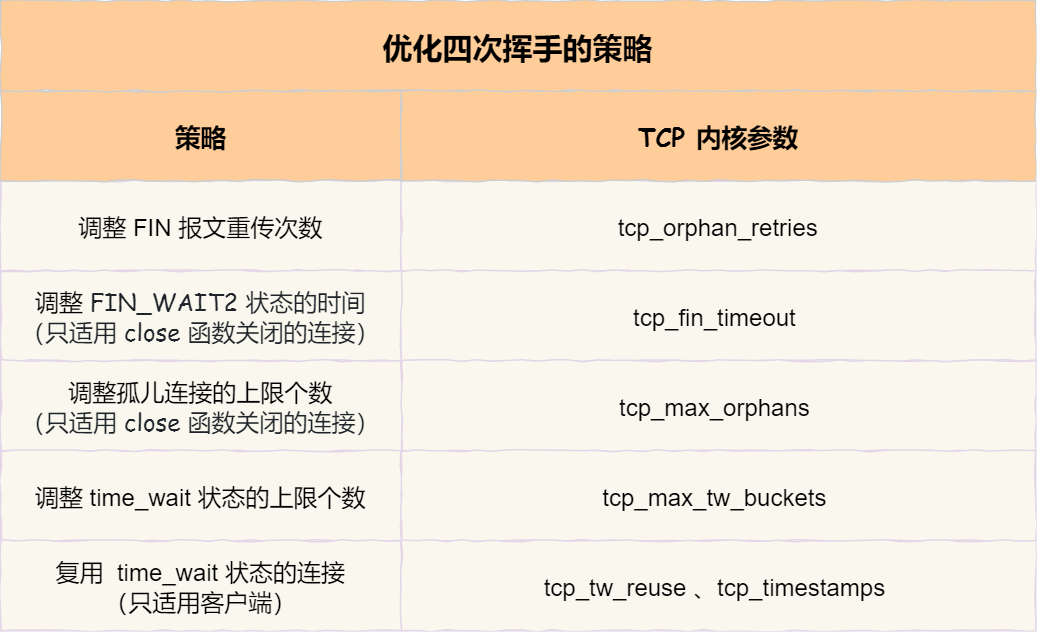 优化四次挥手的策略
策略
TCP 内核参数
调整 FIN 报文重传次数
tcp_orphan_retries
调整 FIN_WAIT2 状态的时间
（只适用 close 函数关闭的连接）
tcp_fin_timeout
调整孤儿连接的上限个数
（只适用 close 函数关闭的连接）
tcp_max_orphans
调整 time_wait 状态的上限个数
tcp_max_tw_buckets
复用 time_wait 状态的连接
（只适用客户端）
tcp_tw_reuse 、tcp_timestamps